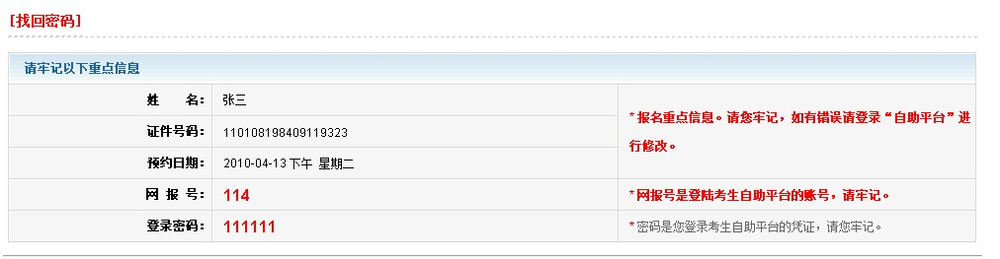 [找回密码]
请牢记以下重点信息
姓 名： 张三
*报名重点信息。请您牢记，如有错误请登录“自助平台”进
行修改。
证件号码： 110108198409119323
预约日期： 2010-04-13 下午 星期二
网 报 号： 114
*网报号是登陆考生自助平台的账号，请牢记。
登录密码： 111111
*密码是您登录考生自助平台的凭证，请您牢记。